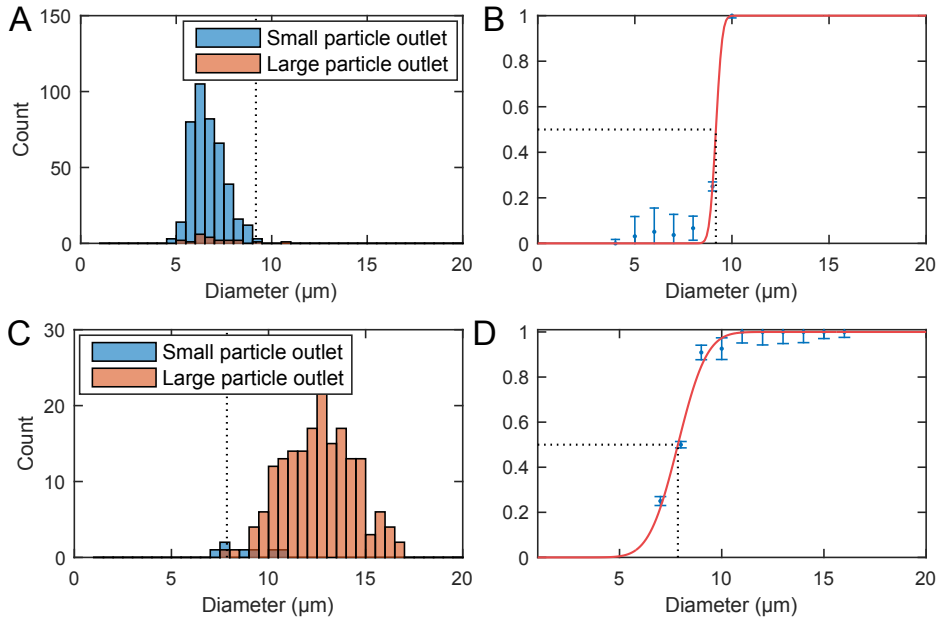 A
150
100
50
0
Count
Small particle outlet
Large particle outlet
0 5 10 15 20
Diameter (µm)
B
1
0.8
0.6
0.4
0.2
0
0 5 10 15 20
Diameter (µm)
C
30
20
10
0
Count
Small particle outlet
Large particle outlet
0 5 10 15 20
Diameter (µm)
D
1
0.8
0.6
0.4
0.2
0
5 10 15 20
Diameter (µm)